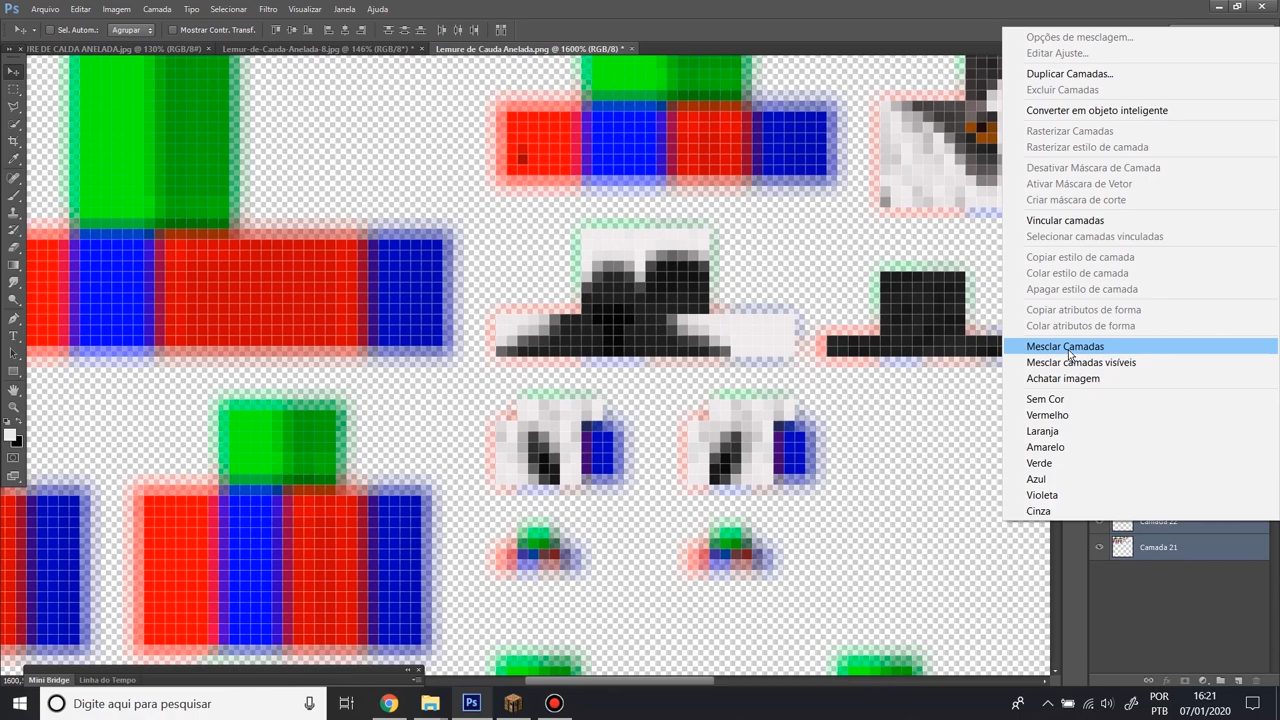 Ps Arquivo Editar Imagem Camada Tipo Selecionar Filtro Visualizar Janela Ajuda
Sel. Autom.: Agrupar Mostrar Contr. Transf.
RE DE CALDA ANELADA.jpg @ 130% (RGB/8#) × Lemur-de-Cauda-Anelada-8.jpg @ 146% (RGB/8*) * × Lemure de Cauda Anelada.png @ 1600% (RGB/8) * ×
Opções de mesclagem...
Editar Ajuste...
Duplicar Camadas...
Excluir Camadas
Converter em objeto inteligente
Rasterizar Camadas
Rasterizar estilo de camada
Desativar Máscara de Camada
Ativar Máscara de Vetor
Criar máscara de corte
Vincular camadas
Selecionar camadas vinculadas
Copiar estilo de camada
Colar estilo de camada
Apagar estilo de camada
Copiar atributos de forma
Colar atributos de forma
Mesclar Camadas
Mesclar camadas visíveis
Achatar imagem
Sem Cor
Vermelho
Laranja
Amarelo
Verde
Azul
Violeta
Cinza
Camada 22
Camada 21
Mini Bridge Linha do Tempo
Digite aqui para pesquisar
Ps
POR
PTB
16:21
07/01/2020